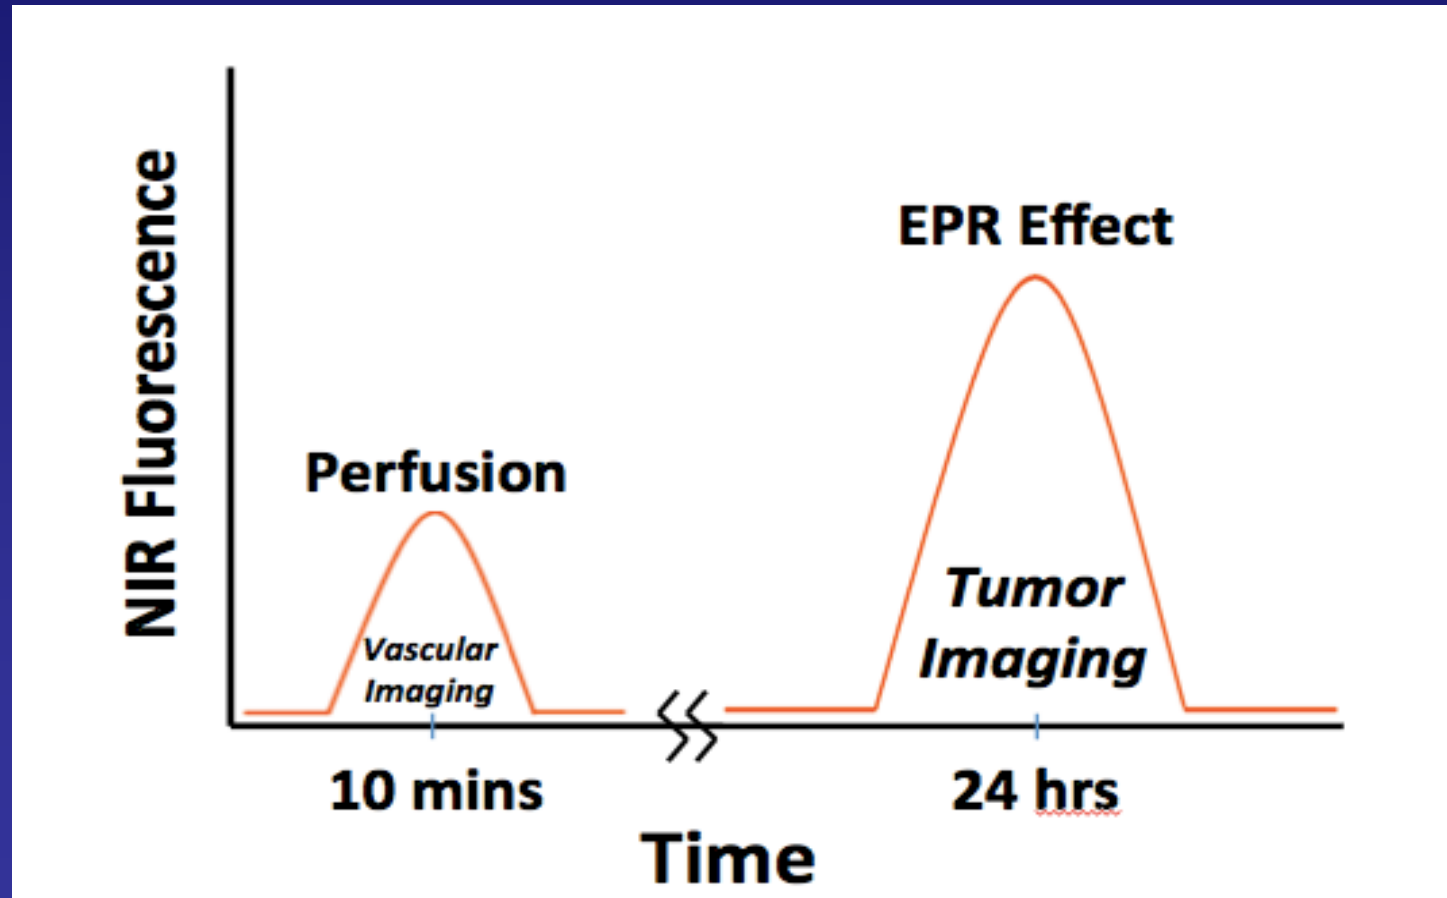 NIR Fluorescence
EPR Effect
Perfusion
Tumor
Imaging
Vascular
Imaging
10 mins
24 hrs
Time